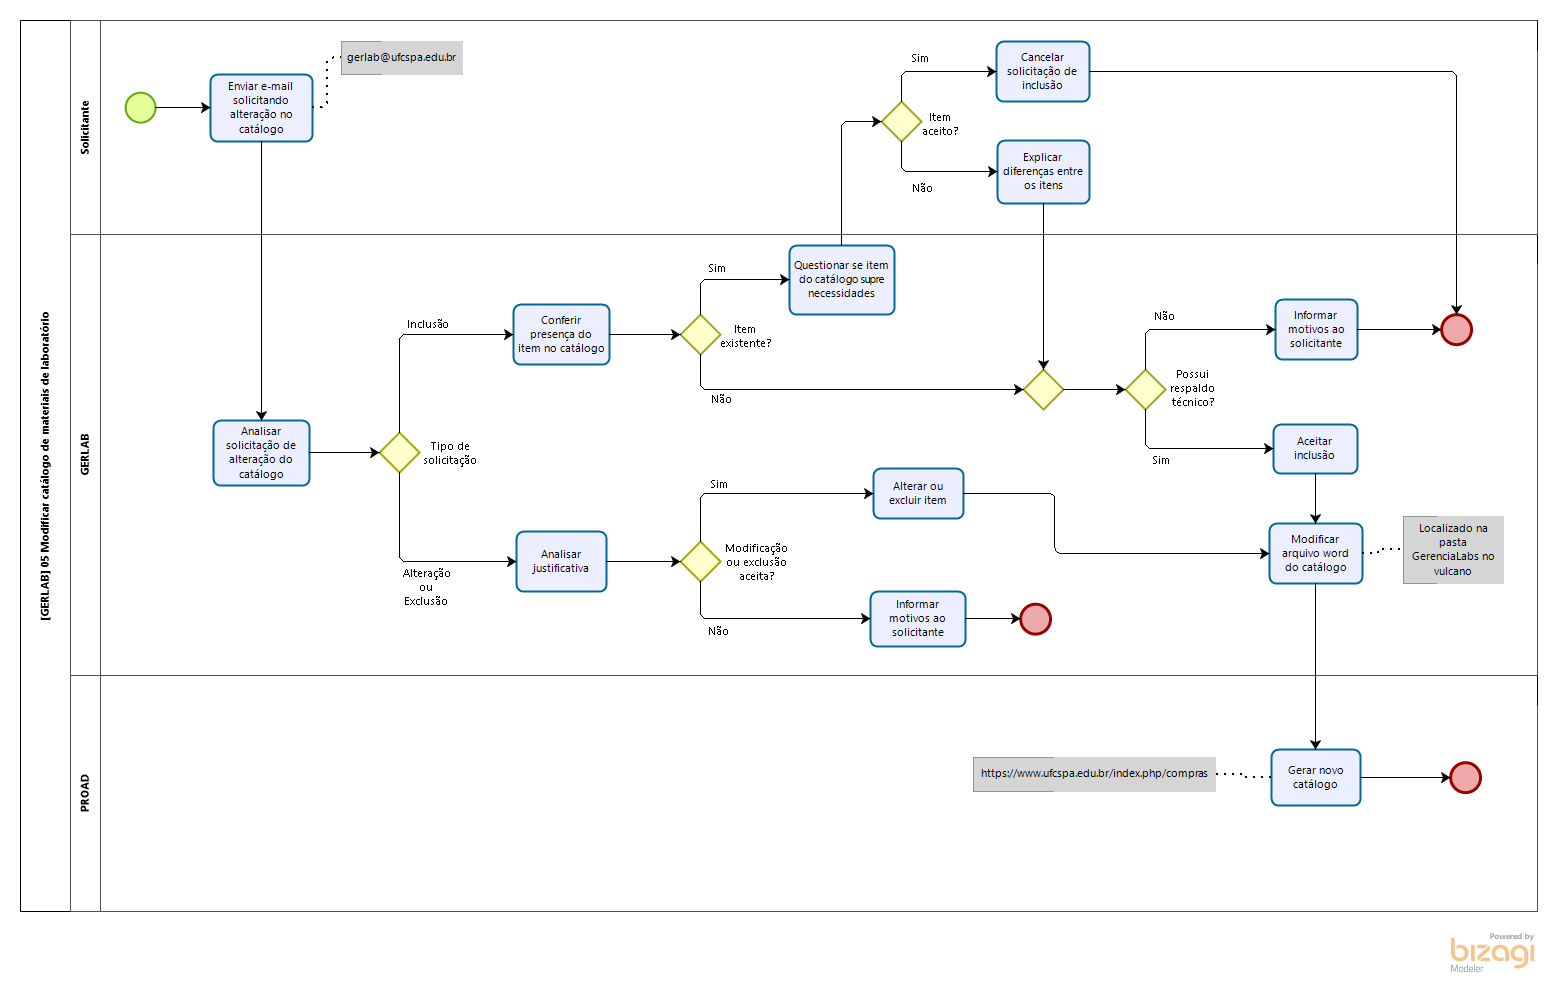 [GERLAB] 05 Modificar catálogo de materiais de laboratório
Solicitante
Enviar e-mail
solicitando
alteração no
catálogo
gerlab@ufcspa.edu.br
Item
aceito?
Sim
Não
Cancelar
solicitação de
inclusão
Explicar
diferenças entre
os itens
GERLAB
Analisar
solicitação de
alteração do
catálogo
Tipo de
solicitação
Inclusão
Alteração
ou
Exclusão
Conferir
presença do
item no catálogo
Item
existente?
Sim
Não
Questionar se item
do catálogo supre
necessidades
Possui
respaldo
técnico?
Não
Sim
Informar
motivos ao
solicitante
Aceitar
inclusão
Analisar
justificativa
Modificação
ou exclusão
aceita?
Sim
Não
Alterar ou
excluir item
Informar
motivos ao
solicitante
Modificar
arquivo word
do catálogo
Localizado na
pasta
GerenciaLabs no
vulcano
PROAD
https://www.ufcspa.edu.br/index.php/compras
Gerar novo
catálogo
Powered by
bizagi
Modeler